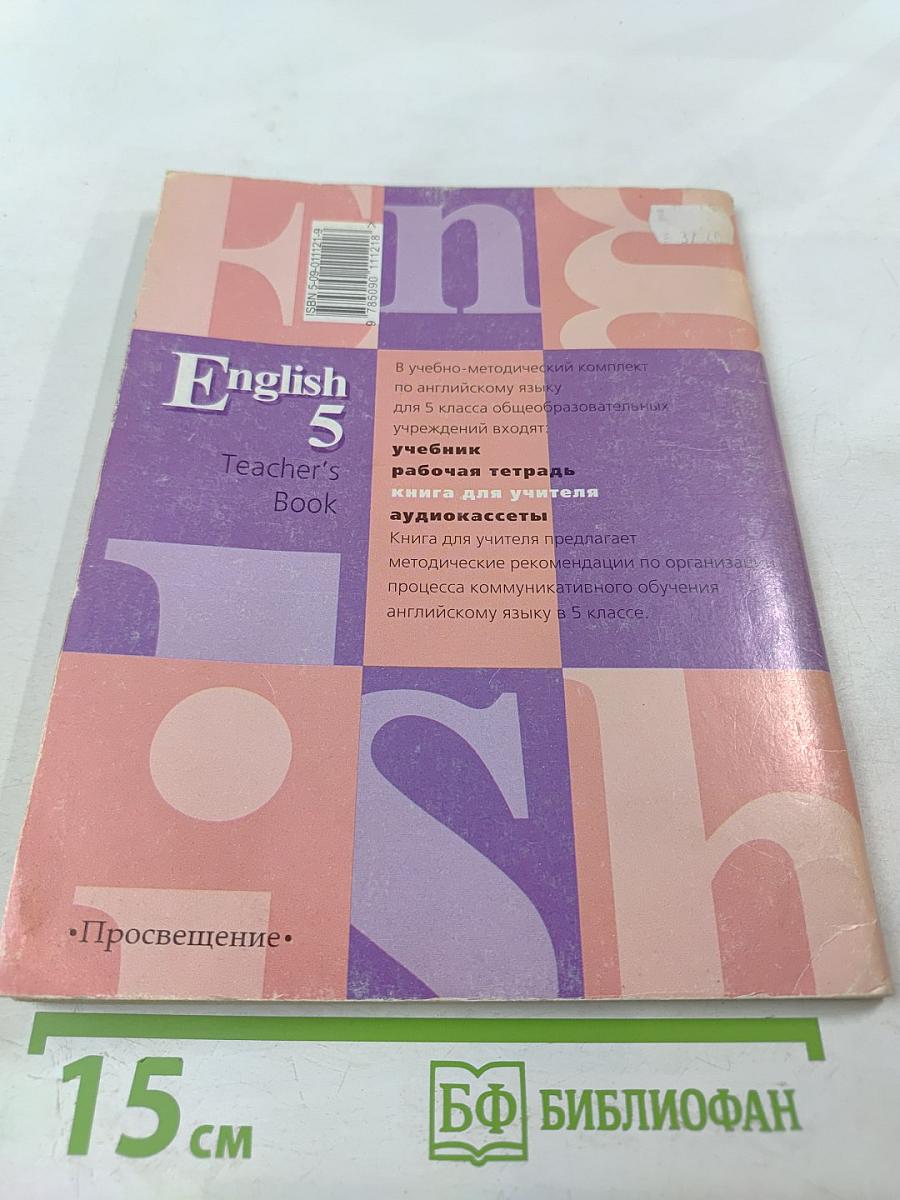 Eng
ISBN 5-09-011121-9
9 785090 111218 >
English
5
Teacher's
Book
В учебно-методический комплект
по английскому языку
для 5 класса общеобразовательных
учреждений входят:
учебник
рабочая тетрадь
книга для учителя
аудиокассеты
Книга для учителя предлагает
методические рекомендации по организации
процесса коммуникативного обучения
английскому языку в 5 классе.
l
ish
•Просвещение•
15 см
БФ БИБЛИОФАН